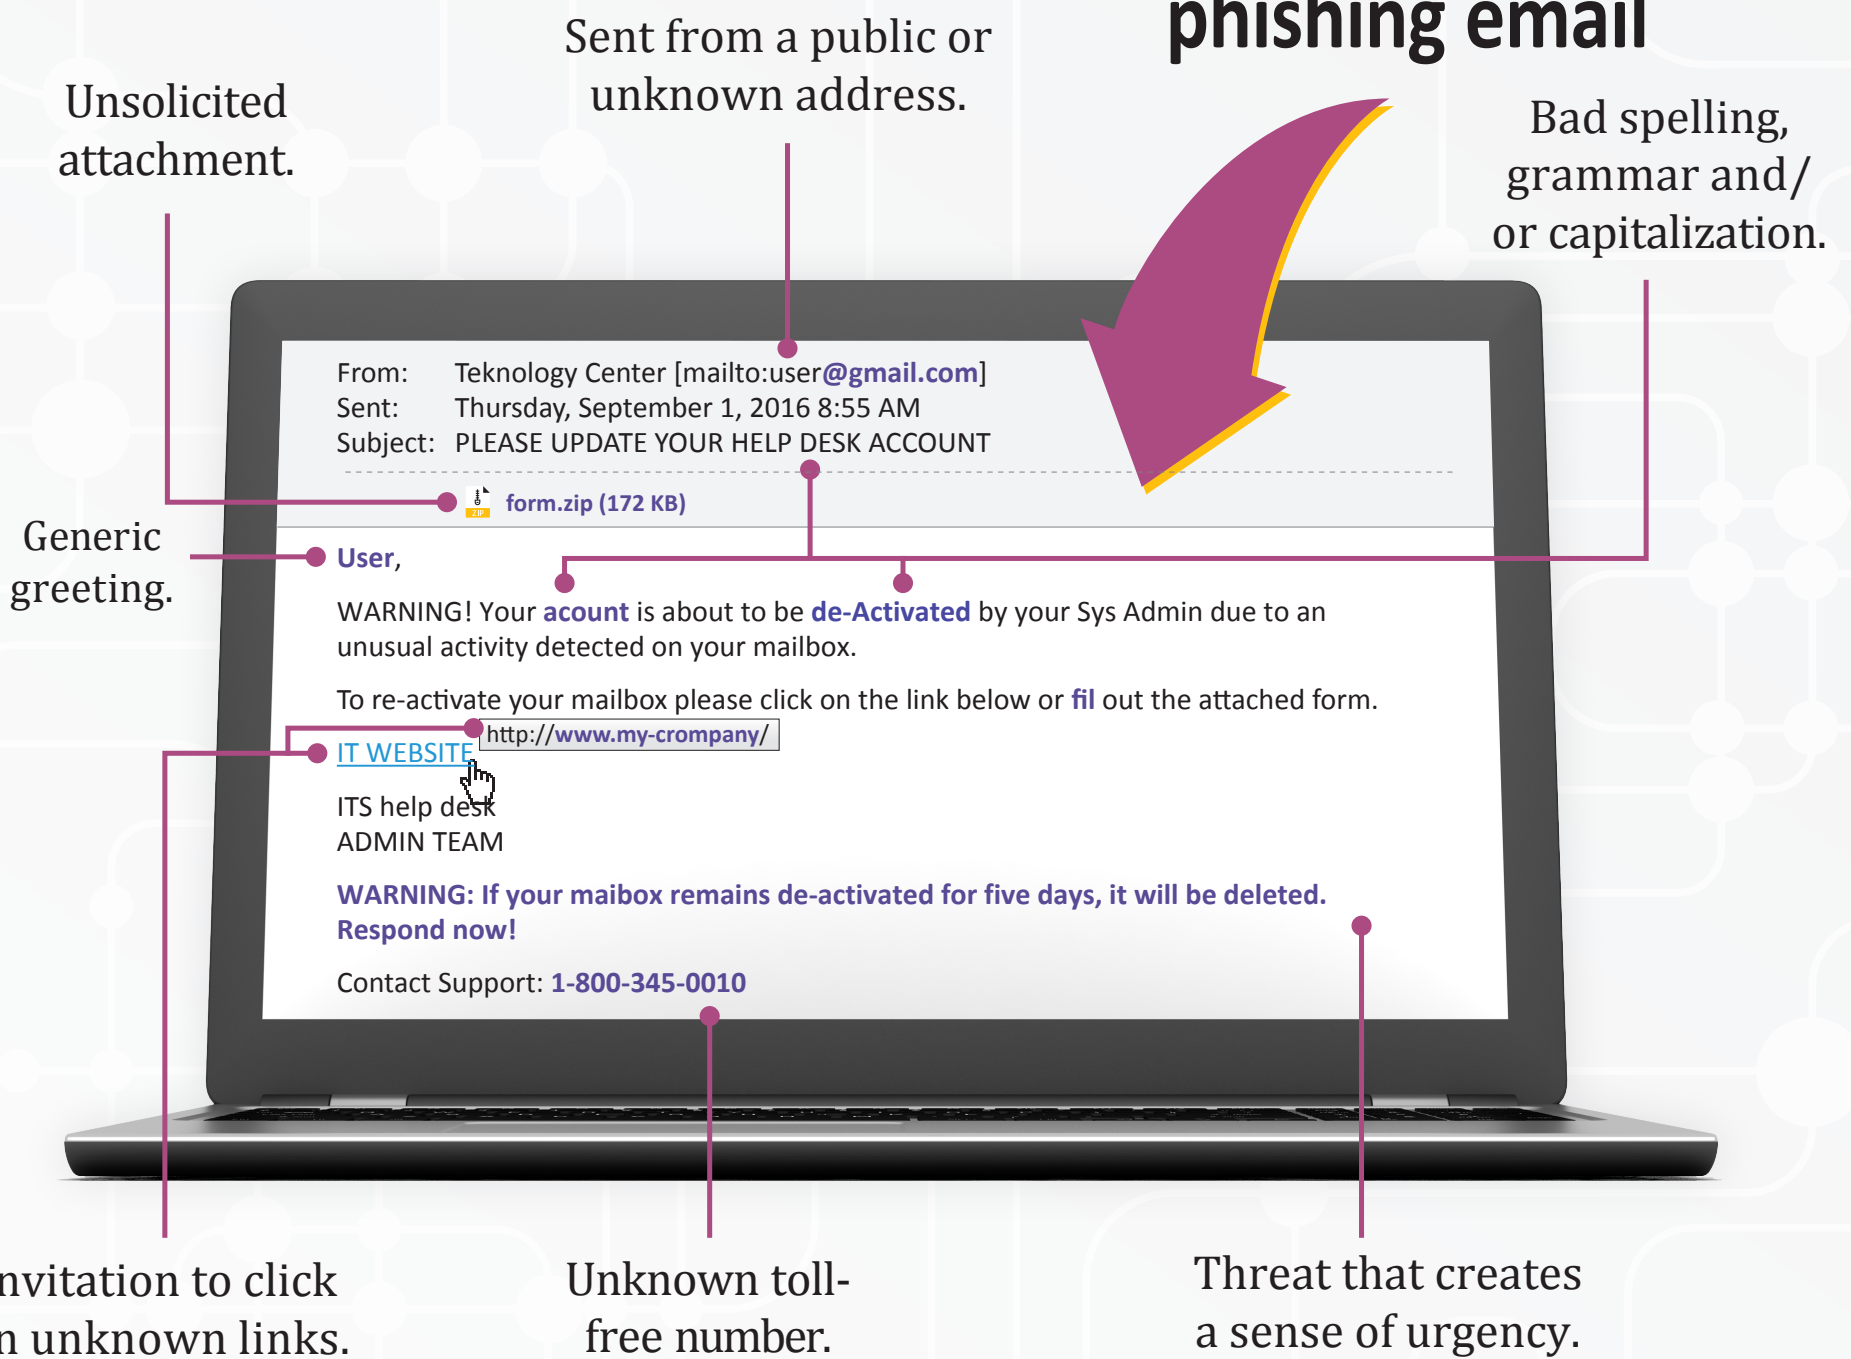 phishing email
Sent from a public or
unknown address.
Unsolicited
attachment.
Bad spelling,
grammar and/
or capitalization.
From: Teknology Center [mailto:user@gmail.com]
Sent: Thursday, September 1, 2016 8:55 AM
Subject: PLEASE UPDATE YOUR HELP DESK ACCOUNT
ZIP
form.zip (172 KB)
Generic
greeting.
User,
WARNING! Your acount is about to be de-Activated by your Sys Admin due to an
unusual activity detected on your mailbox.
To re-activate your mailbox please click on the link below or fil out the attached form.
http://www.my-crompany/
IT WEBSITE
ITS help desk
ADMIN TEAM
WARNING: If your maibox remains de-activated for five days, it will be deleted.
Respond now!
Contact Support: 1-800-345-0010
nvitation to click
n unknown links.
Unknown toll-
free number.
Threat that creates
a sense of urgency.